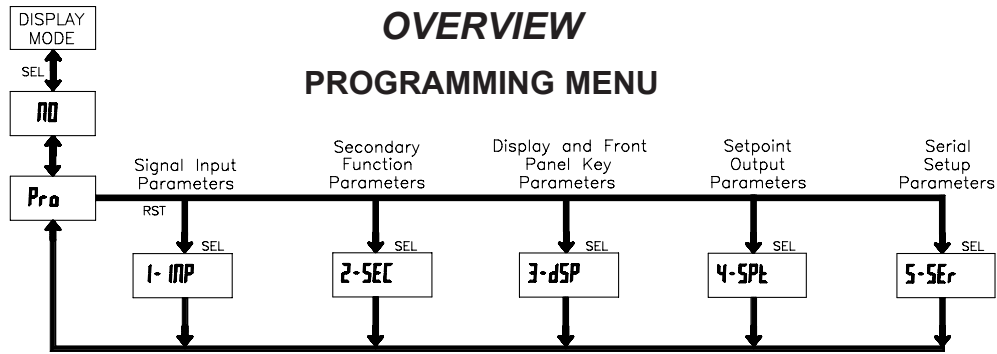 OVERVIEW
PROGRAMMING MENU
DISPLAY
MODE
SEL
NO
Pro
RST
Signal Input
Parameters
Secondary
Function
Parameters
Display and Front
Panel Key
Parameters
Setpoint
Output
Parameters
Serial
Setup
Parameters
SEL
SEL
SEL
SEL
SEL
1-INP
2-SEC
3-dSP
4-SPt
5-SEr